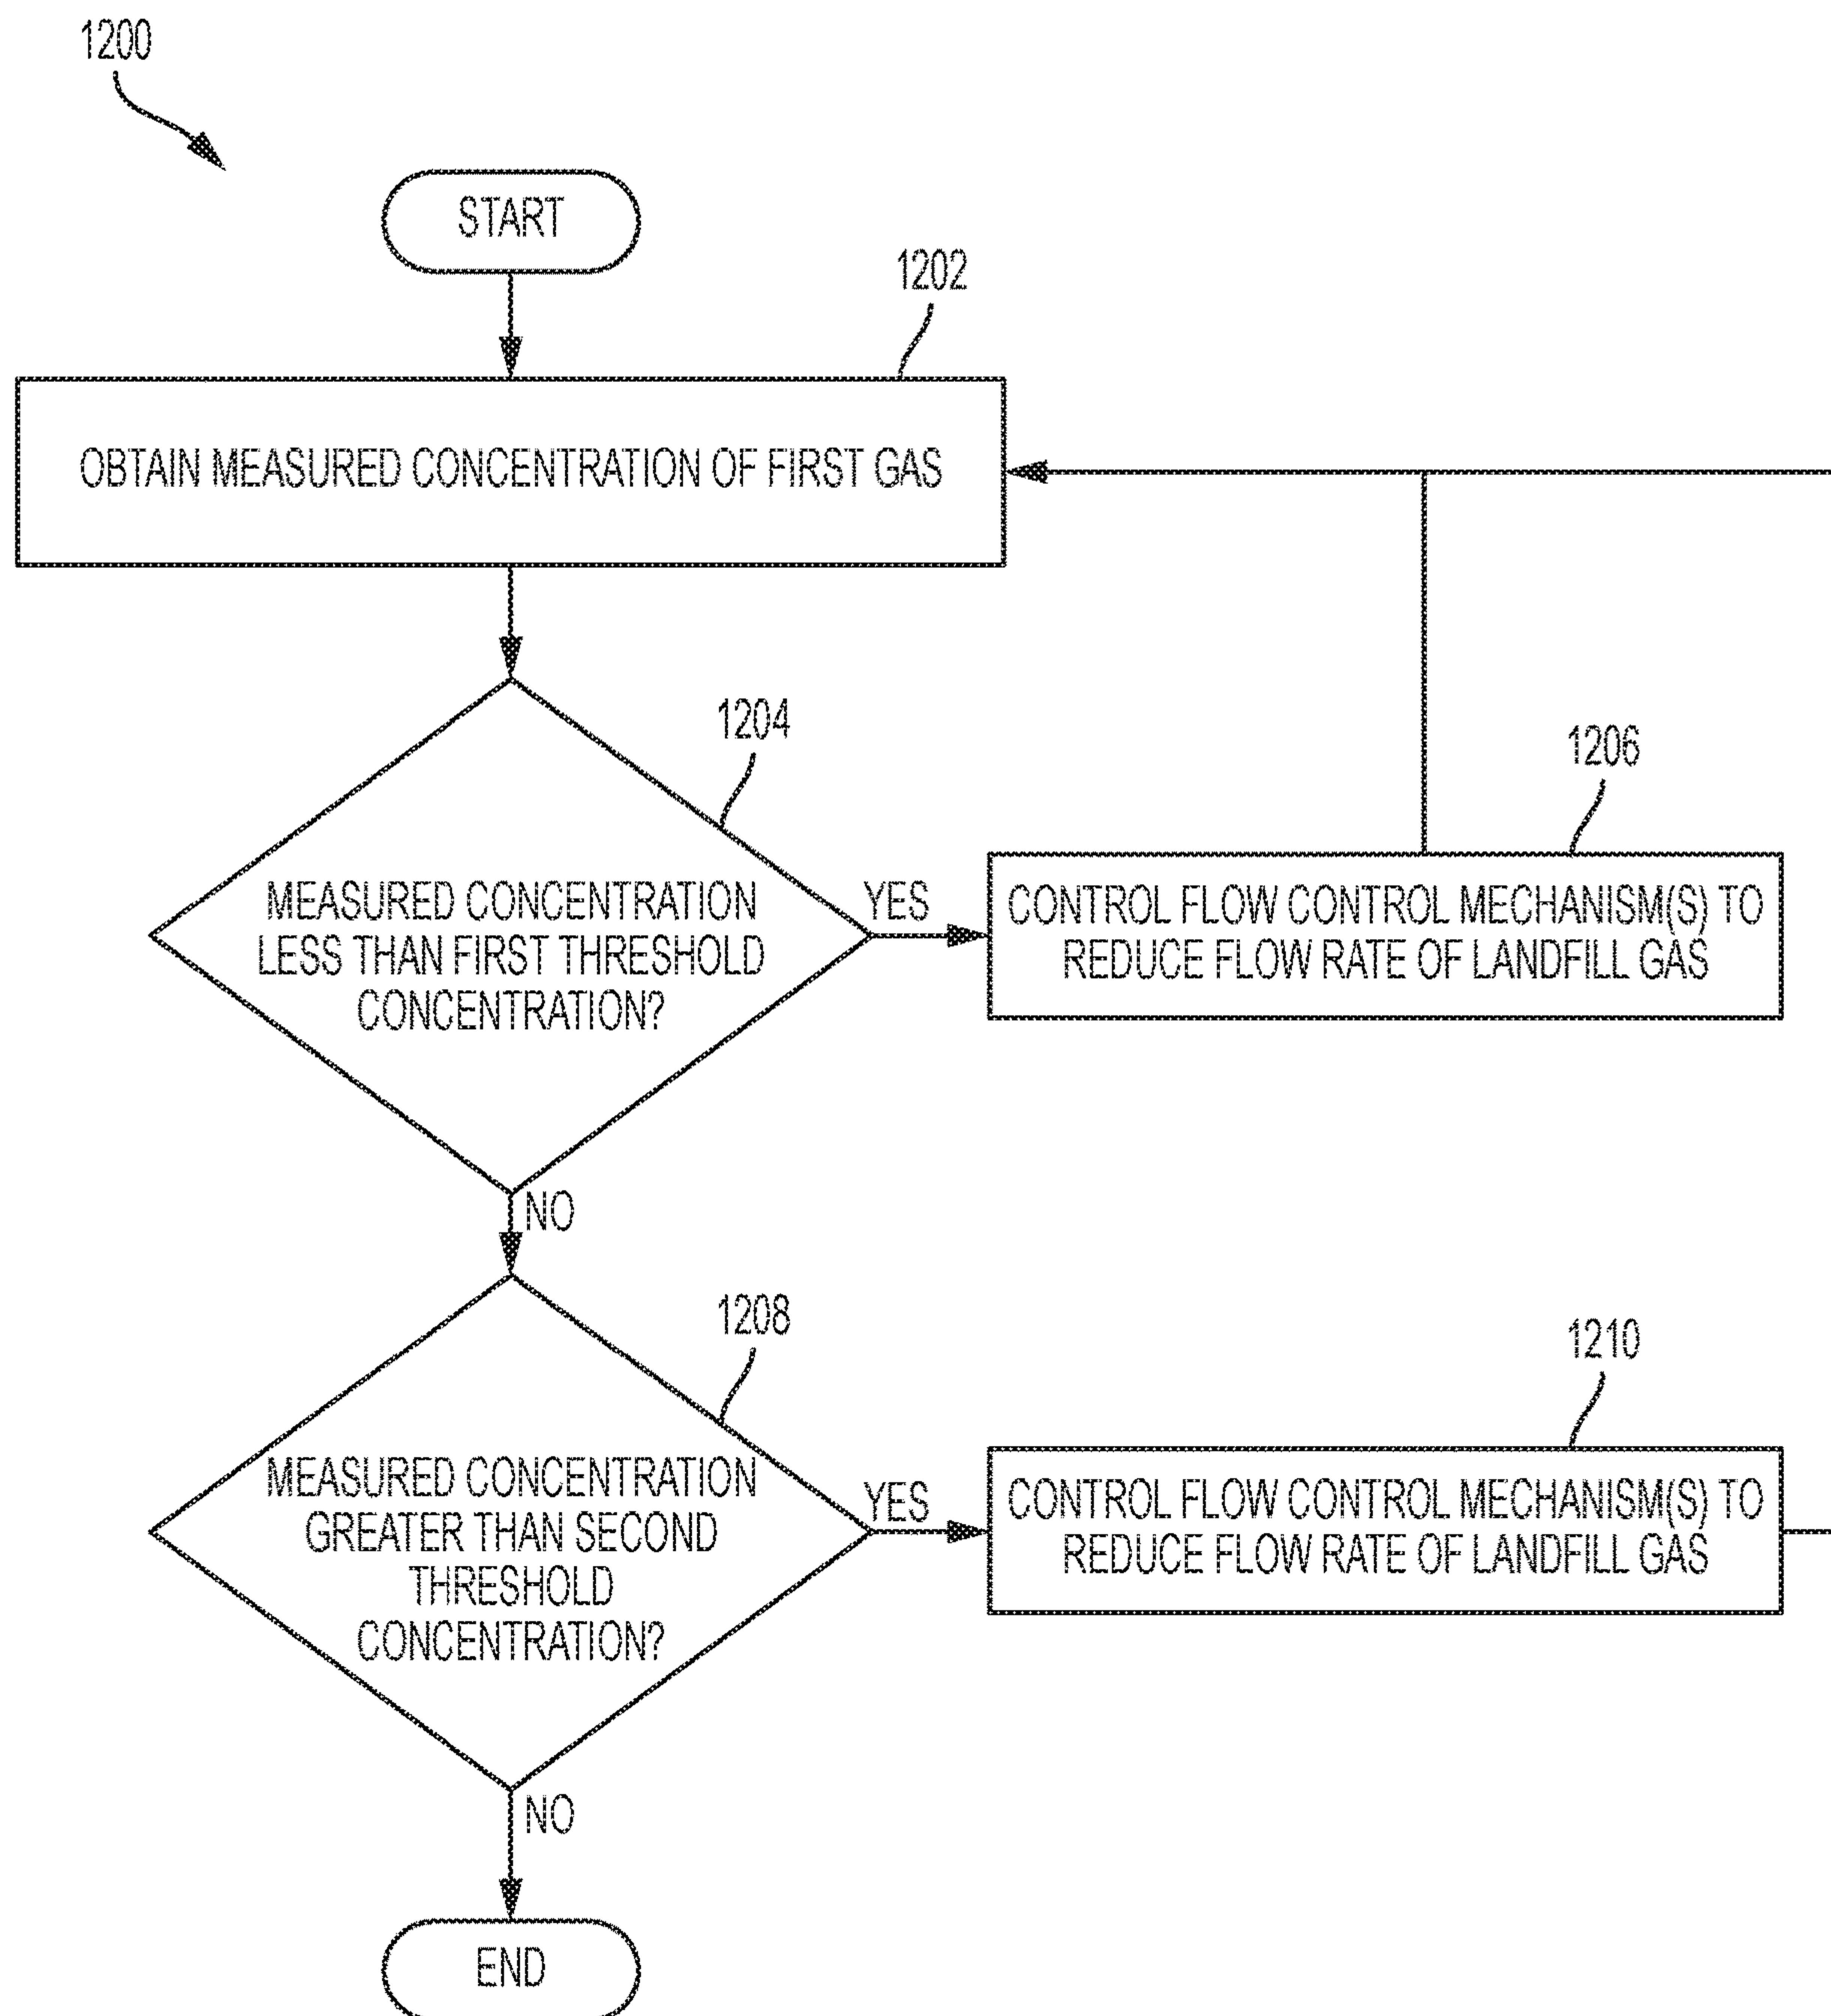 1200
START
1202
OBTAIN MEASURED CONCENTRATION OF FIRST GAS
1204
MEASURED CONCENTRATION
LESS THAN FIRST THRESHOLD
CONCENTRATION?
YES
1206
CONTROL FLOW CONTROL MECHANISM(S) TO
REDUCE FLOW RATE OF LANDFILL GAS
NO
1208
MEASURED CONCENTRATION
GREATER THAN SECOND
THRESHOLD
CONCENTRATION?
YES
1210
CONTROL FLOW CONTROL MECHANISM(S) TO
REDUCE FLOW RATE OF LANDFILL GAS
NO
END